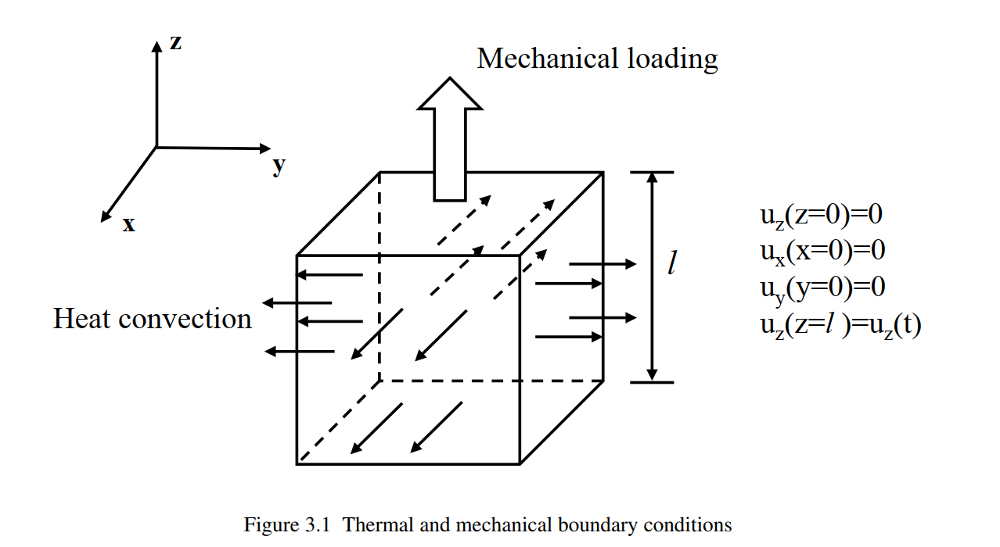 z
Mechanical loading
y
x
u_z(z=0)=0
u_x(x=0)=0
l
u_y(y=0)=0
Heat convection
u_z(z=l )=u_z(t)
Figure 3.1 Thermal and mechanical boundary conditions